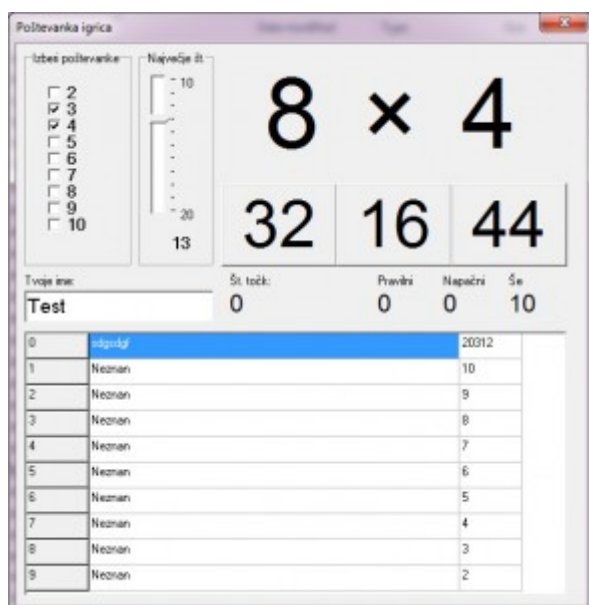 Poštevanka igrica
Izberi poštevanke
2
3
4
5
6
7
8
9
10
Največje št.
10
20
13
8 × 4
32 16 44
Tvoje ime:
Test
Št. točk:
0
Pravilni
0
Napačni
0
Še
10
0 20312
1 Neznan 10
2 Neznan 9
3 Neznan 8
4 Neznan 7
5 Neznan 6
6 Neznan 5
7 Neznan 4
8 Neznan 3
9 Neznan 2